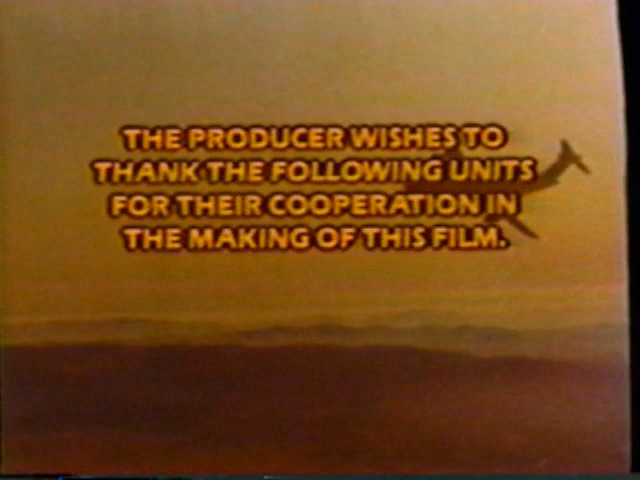 THE PRODUCER WISHES TO
THANK THE FOLLOWING UNITS
FOR THEIR COOPERATION IN
THE MAKING OF THIS FILM.